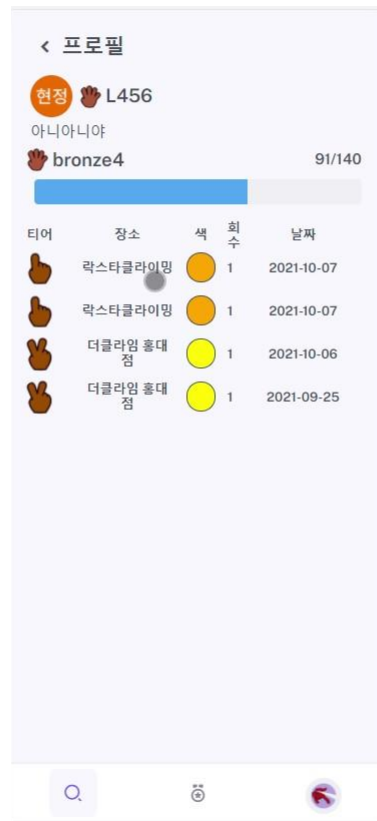 프로필
현정 L456
아니아니야
bronze4 91/140
티어 장소 색 회
수 날짜
락스타클라이밍 1 2021-10-07
락스타클라이밍 1 2021-10-07
더클라임 홍대
점 1 2021-10-06
더클라임 홍대
점 1 2021-09-25